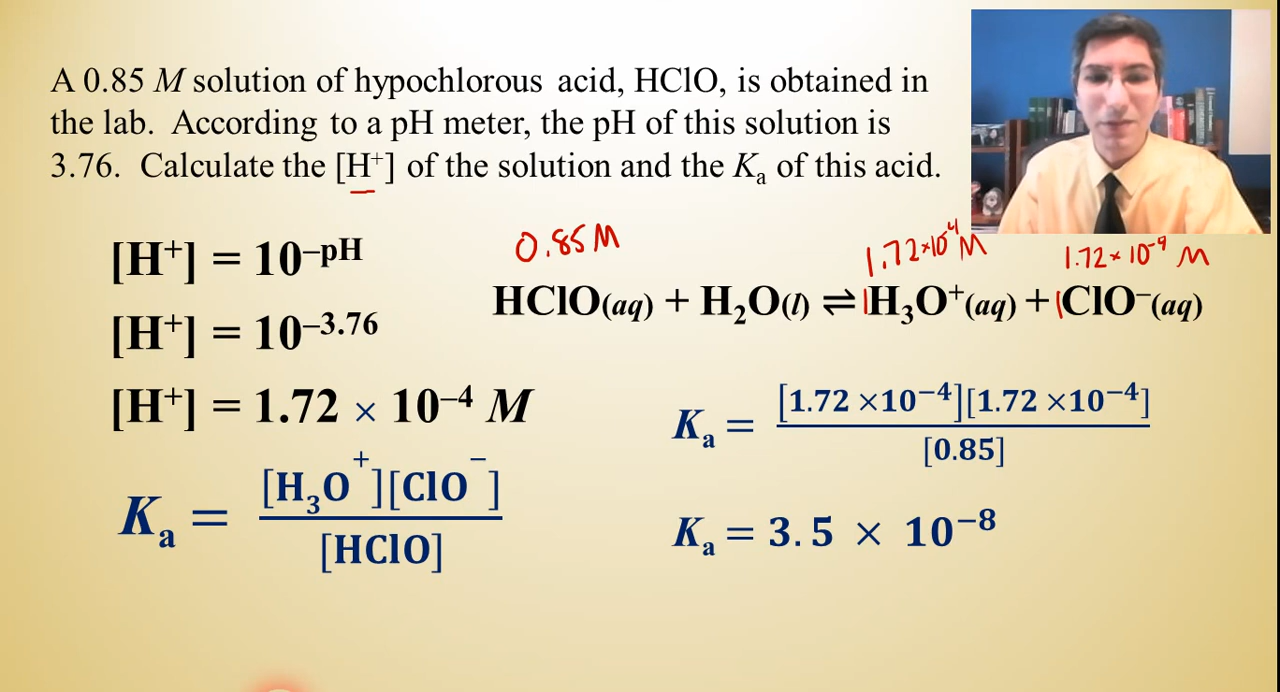 A 0.85 M solution of hypochlorous acid, HClO, is obtained in
the lab. According to a pH meter, the pH of this solution is
3.76. Calculate the [H⁺] of the solution and the Kₐ of this acid.
[H⁺] = 10⁻ᵖᴴ
[H⁺] = 10⁻³·⁷⁶
[H⁺] = 1.72 × 10⁻⁴ M
Kₐ = [H₃O⁺][ClO⁻]
[HClO]
0.85 M 1.72×10⁻⁴ M 1.72 × 10⁻⁴ M
HClO(aq) + H₂O(l) ⇌ 1H₃O⁺(aq) + 1ClO⁻(aq)
Kₐ = [1.72 ×10⁻⁴][1.72 ×10⁻⁴]
[0.85]
Kₐ = 3.5 × 10⁻⁸